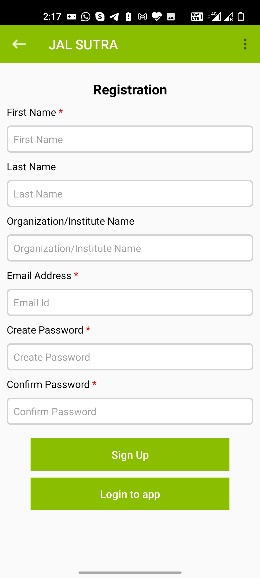 2:17
JAL SUTRA
Registration
First Name *
First Name
Last Name
Last Name
Organization/Institute Name
Organization/Institute Name
Email Address *
Email Id
Create Password *
Create Password
Confirm Password *
Confirm Password
Sign Up
Login to app